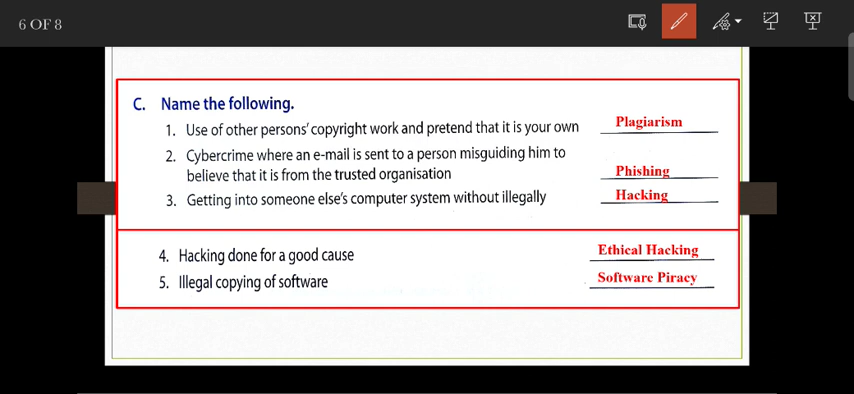 6 OF 8
C. Name the following.
1. Use of other persons' copyright work and pretend that it is your own Plagiarism
2. Cybercrime where an e-mail is sent to a person misguiding him to
believe that it is from the trusted organisation Phishing
3. Getting into someone else's computer system without illegally Hacking
4. Hacking done for a good cause Ethical Hacking
5. Illegal copying of software Software Piracy